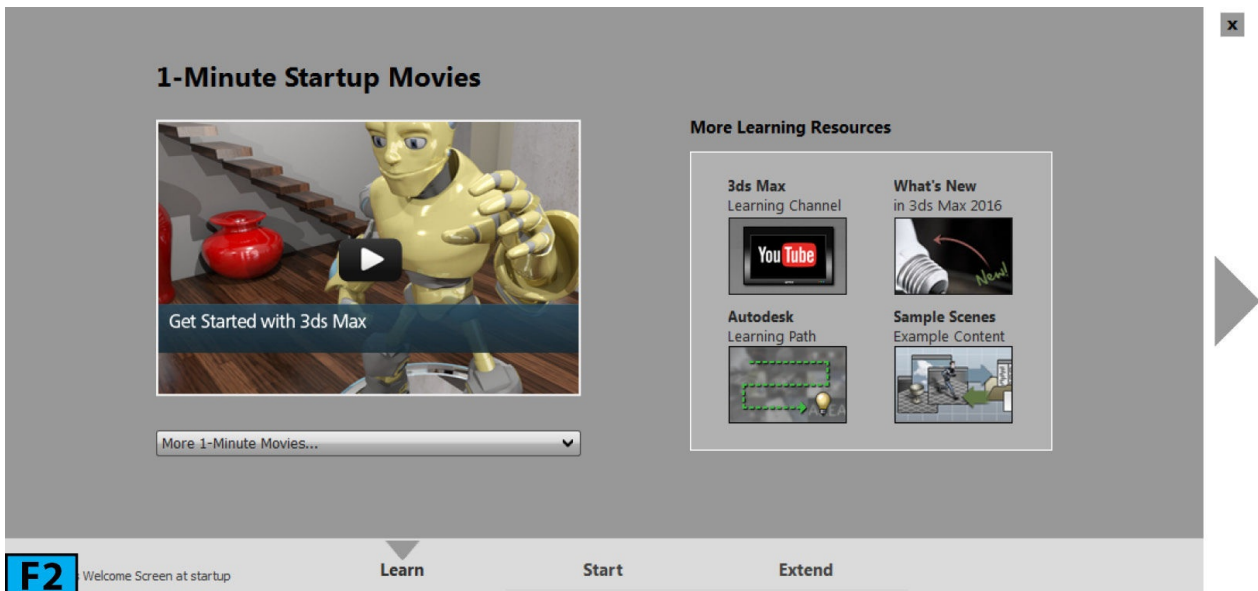 x
1-Minute Startup Movies
Get Started with 3ds Max
More 1-Minute Movies...
More Learning Resources
3ds Max
Learning Channel
You Tube
What's New
in 3ds Max 2016
New!
Autodesk
Learning Path
Sample Scenes
Example Content
F2
Welcome Screen at startup
Learn
Start
Extend